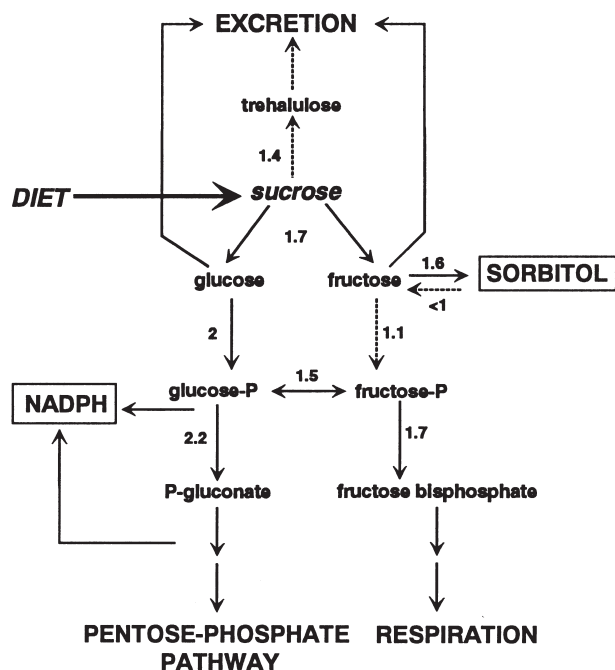 EXCRETION
trehalulose
1.4
DIET
sucrose
1.7
glucose
fructose
1.6
SORBITOL
<1
2
1.1
glucose-P
1.5
fructose-P
NADPH
2.2
1.7
P-gluconate
fructose bisphosphate
PENTOSE-PHOSPHATE
PATHWAY
RESPIRATION